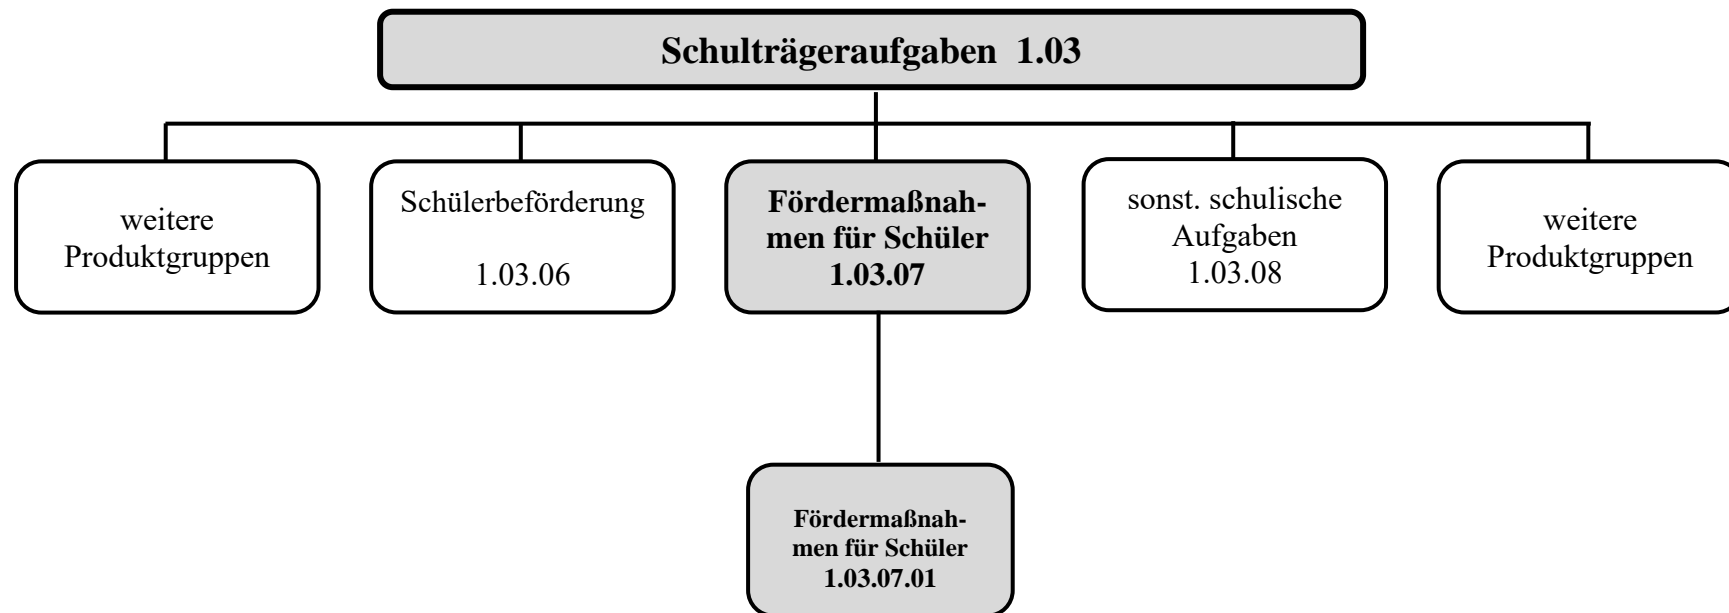 Schulträgeraufgaben 1.03
weitere
Produktgruppen
Schülerbeförderung
1.03.06
Fördermaßnah-
men für Schüler
1.03.07
sonst. schulische
Aufgaben
1.03.08
weitere
Produktgruppen
Fördermaßnah-
men für Schüler
1.03.07.01